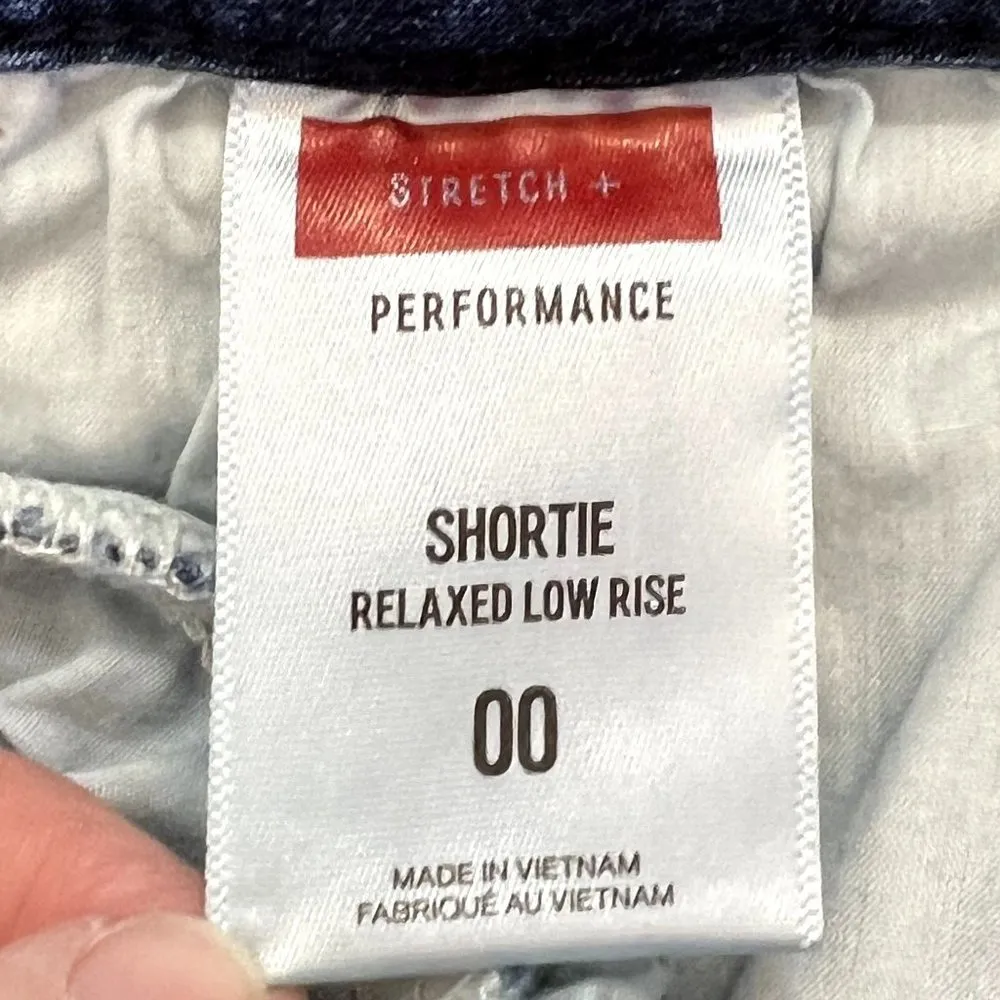 STRETCH +
PERFORMANCE
SHORTIE
RELAXED LOW RISE
00
MADE IN VIETNAM
FABRIQUÉ AU VIETNAM